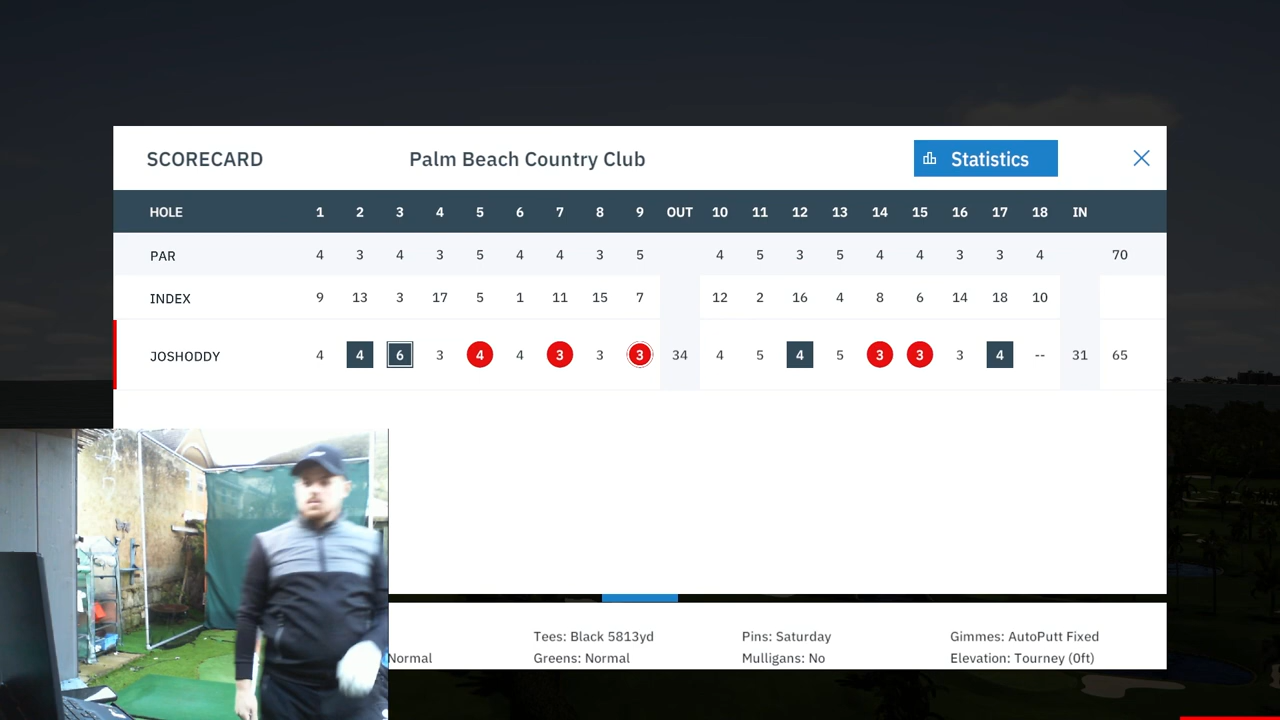 SCORECARD Palm Beach Country Club Statistics
HOLE 1 2 3 4 5 6 7 8 9 OUT 10 11 12 13 14 15 16 17 18 IN
PAR 4 3 4 3 5 4 4 3 5 4 5 3 5 4 4 3 3 4 70
INDEX 9 13 3 17 5 1 11 15 7 12 2 16 4 8 6 14 18 10
JOSHODDY 4 4 6 3 4 4 3 3 3 34 4 5 4 5 3 3 3 4 -- 31 65
Tees: Black 5813yd Pins: Saturday Gimmes: AutoPutt Fixed
Normal Greens: Normal Mulligans: No Elevation: Tourney (0ft)